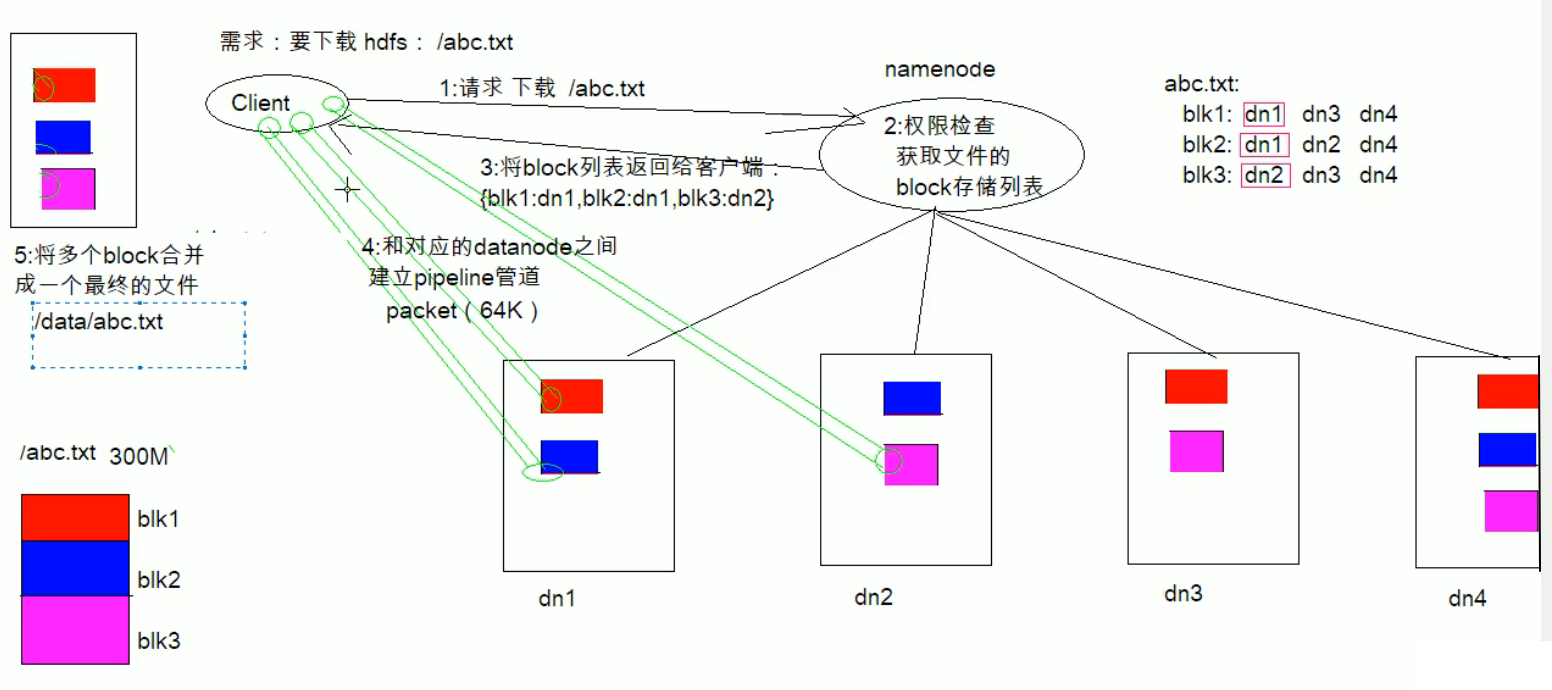 需求：要下载 hdfs： /abc.txt
Client
1:请求 下载 /abc.txt
namenode
2:权限检查
获取文件的
block存储列表
abc.txt:
blk1: dn1 dn3 dn4
blk2: dn1 dn2 dn4
blk3: dn2 dn3 dn4
3:将block列表返回给客户端：
{blk1:dn1,blk2:dn1,blk3:dn2}
4:和对应的datanode之间
建立pipeline管道
packet（64K）
5:将多个block合并
成一个最终的文件
/data/abc.txt
/abc.txt 300M
blk1
blk2
blk3
dn1
dn2
dn3
dn4